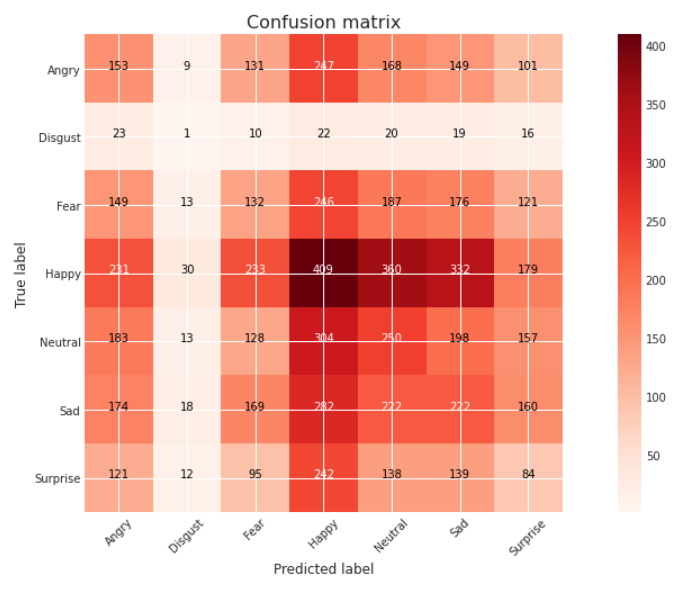 Confusion matrix
Angry 153 9 131 247 168 149 101
Disgust 23 1 10 22 20 19 16
Fear 149 13 132 246 187 176 121
Happy 231 30 233 409 360 332 179
Neutral 183 13 128 304 250 198 157
Sad 174 18 169 282 222 222 160
Surprise 121 12 95 242 138 139 84
True label
Angry Disgust Fear Happy Neutral Sad Surprise
Predicted label
400
350
300
250
200
150
100
50